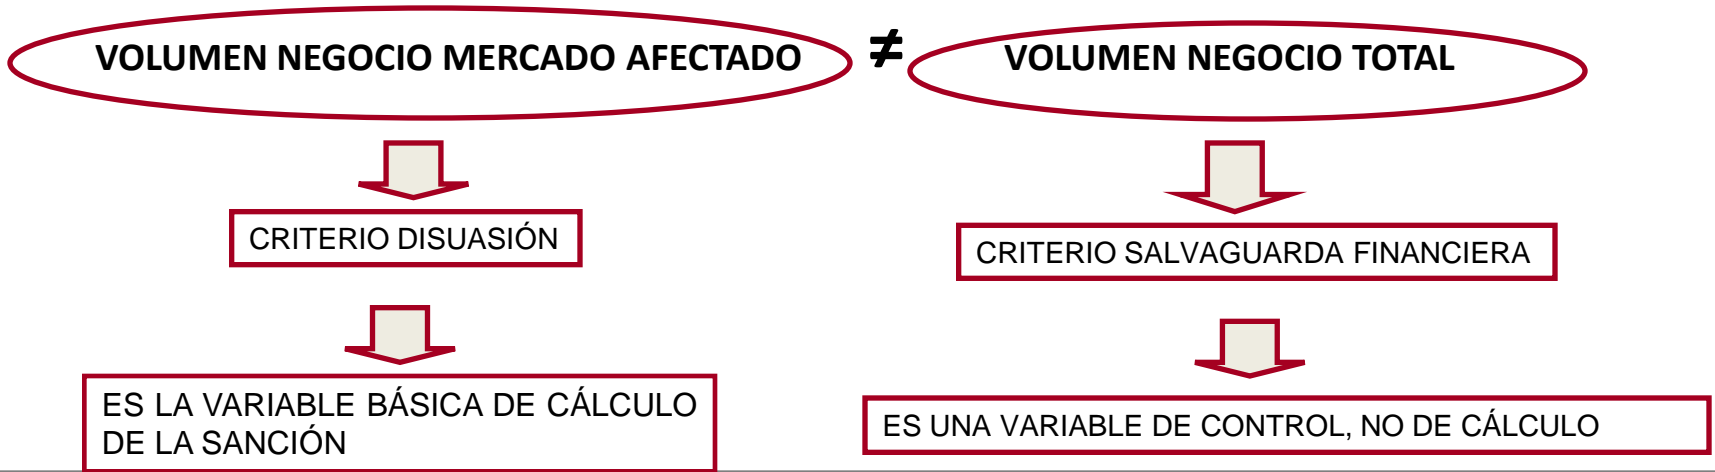 VOLUMEN NEGOCIO MERCADO AFECTADO
≠
VOLUMEN NEGOCIO TOTAL
CRITERIO DISUASIÓN
CRITERIO SALVAGUARDA FINANCIERA
ES LA VARIABLE BÁSICA DE CÁLCULO
DE LA SANCIÓN
ES UNA VARIABLE DE CONTROL, NO DE CÁLCULO